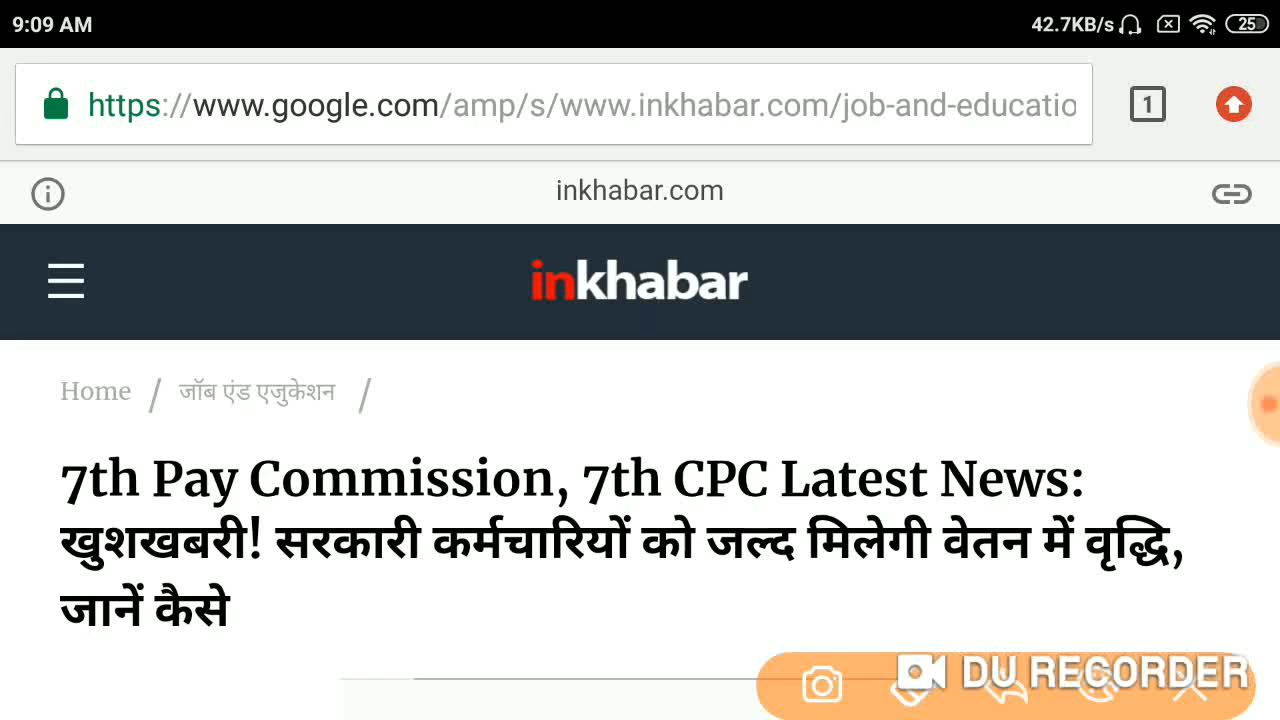 9:09 AM 42.7KB/s 25
https://www.google.com/amp/s/www.inkhabar.com/job-and-educatio 1
inkhabar.com
inkhabar
Home / जॉब एंड एजुकेशन /
7th Pay Commission, 7th CPC Latest News:
खुशखबरी! सरकारी कर्मचारियों को जल्द मिलेगी वेतन में वृद्धि,
जानें कैसे
DU RECORDER